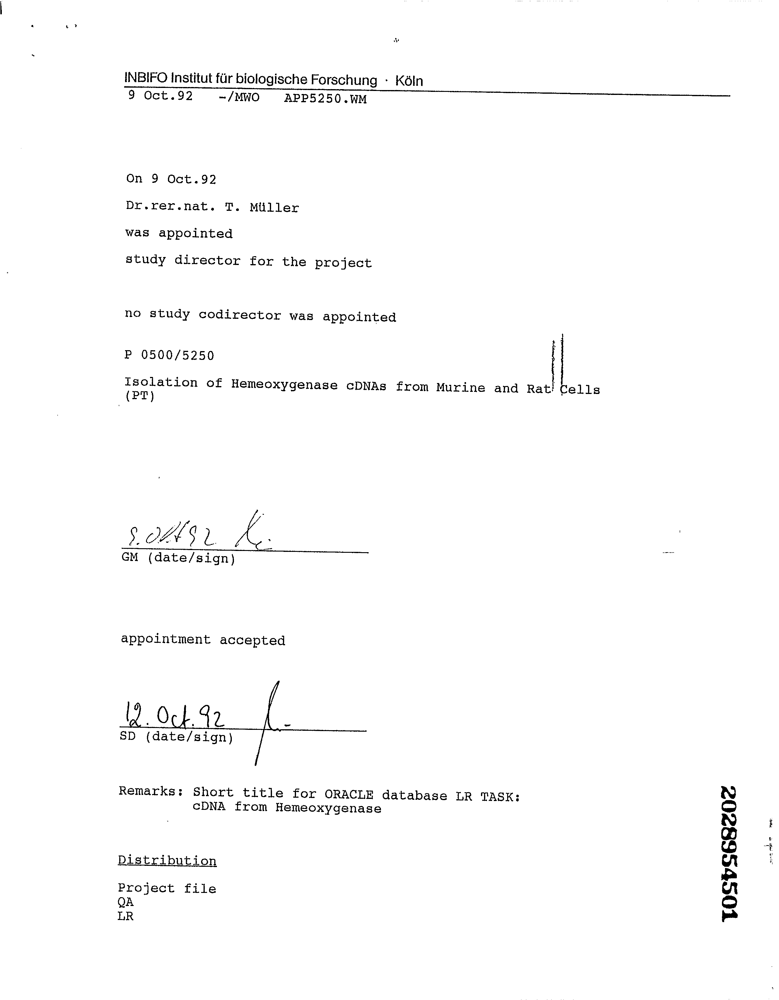 INBIFO Institut für biologische Forschung · Köln
9 Oct.92 -/MWO APP5250.WM
On 9 Oct.92
Dr.rer.nat. T. Müller
was appointed
study director for the project
no study codirector was appointed
P 0500/5250
Isolation of Hemeoxygenase cDNAs from Murine and Rat Cells
(PT)
9. Okt 92
GM (date/sign)
appointment accepted
12. Oct. 92
SD (date/sign)
Remarks: Short title for ORACLE database LR TASK:
cDNA from Hemeoxygenase
Distribution
Project file
QA
LR
2028954501